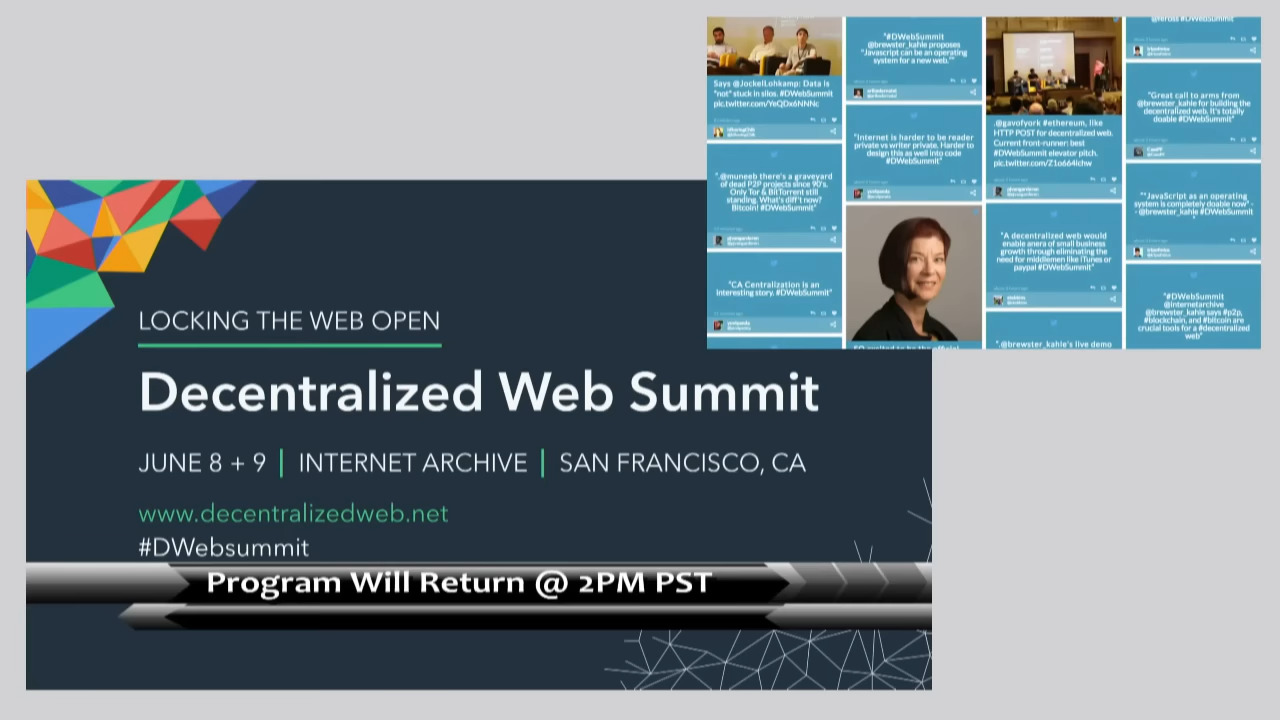 LOCKING THE WEB OPEN
Decentralized Web Summit
JUNE 8 + 9 | INTERNET ARCHIVE | SAN FRANCISCO, CA
www.decentralizedweb.net
#DWebsummit
Program Will Return @ 2PM PST
Says @JockelLohkamp: Data is
"not" stuck in silos. #DWebSummit
pic.twitter.com/YeQDx6NNNc
".@muneeb there's a graveyard
of dead P2P projects since 90's.
Only Tor & BitTorrent still
standing. What's diff't now?
Bitcoin! #DWebSummit"
"CA Centralization is an
interesting story. #DWebSummit"
"#DWebSummit
@brewster_kahle proposes
"Javascript can be an operating
system for a new web.""
"Internet is harder to be reader
private vs writer private. Harder to
design this as well into code
#DWebSummit"
.@gavofyork #ethereum, like
HTTP POST for decentralized web.
Current front-runner: best
#DWebSummit elevator pitch.
pic.twitter.com/Z1o664lchw
"A decentralized web would
enable anera of small business
growth through eliminating the
need for middlemen like iTunes or
paypal #DWebSummit"
".@brewster_kahle's live demo
@feross #DWebSummit"
"Great call to arms from
@brewster_kahle for building the
decentralized web. It's totally
doable #DWebSummit"
""JavaScript as an operating
system is completely doable now" -
- @brewster_kahle #DWebSummit
"
"#DWebSummit
@internetarchive
@brewster_kahle says #p2p,
#blockchain, and #bitcoin are
crucial tools for a #decentralized
web"